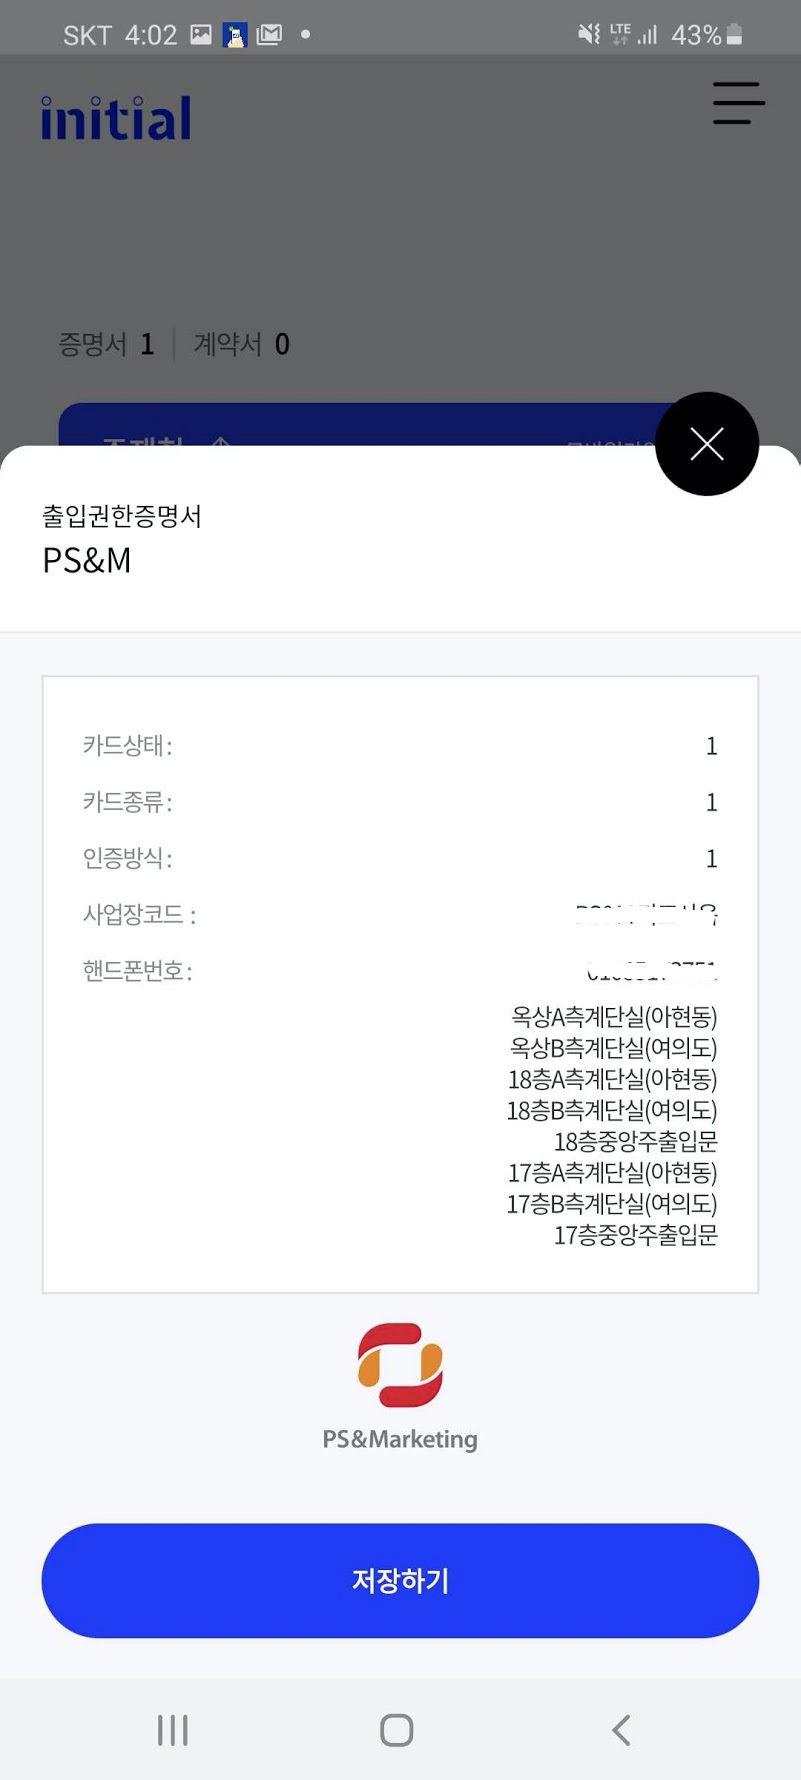 SKT 4:02 LTE 43%
initial
증명서 1 계약서 0
출입권한증명서
PS&M
카드상태: 1
카드종류: 1
인증방식: 1
사업장코드 :
핸드폰번호:
옥상A측계단실(아현동)
옥상B측계단실(여의도)
18층A측계단실(아현동)
18층B측계단실(여의도)
18층중앙주출입문
17층A측계단실(아현동)
17층B측계단실(여의도)
17층중앙주출입문
PS&Marketing
저장하기